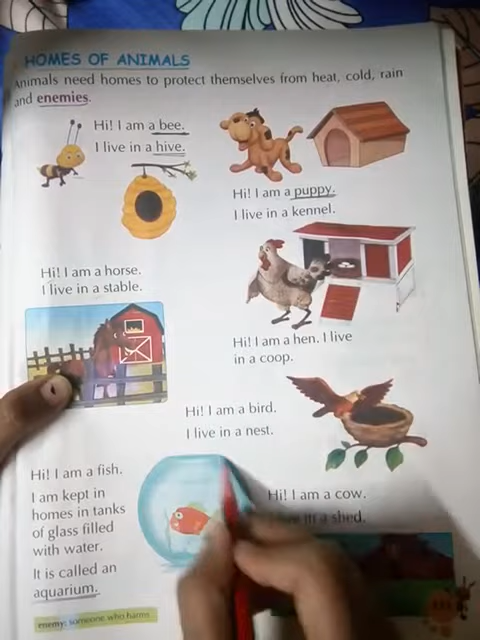 HOMES OF ANIMALS
Animals need homes to protect themselves from heat, cold, rain
and enemies.
Hi! I am a bee.
I live in a hive.
Hi! I am a puppy.
I live in a kennel.
Hi! I am a horse.
I live in a stable.
Hi! I am a hen. I live
in a coop.
Hi! I am a bird.
I live in a nest.
Hi! I am a fish.
I am kept in
homes in tanks
of glass filled
with water.
It is called an
aquarium.
Hi! I am a cow.
in a shed.
enemy: someone who harms